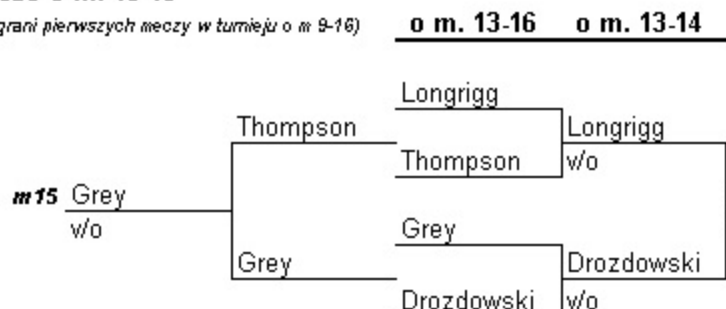 grani pierwszych meczy w turnieju o m 9-16)
o m. 13-16 o m. 13-14
Longrigg
Thompson Longrigg
Thompson v/o
m15 Grey
v/o Grey
Grey Drozdowski
Drozdowski v/o